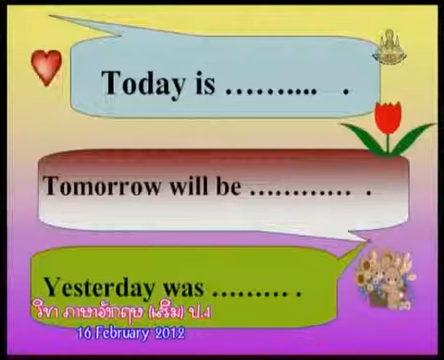 Today is ……..... .
Tomorrow will be ………… .
Yesterday was ……… .
วิชา ภาษาอังกฤษ (เสริม) ป.4
16 February 2012